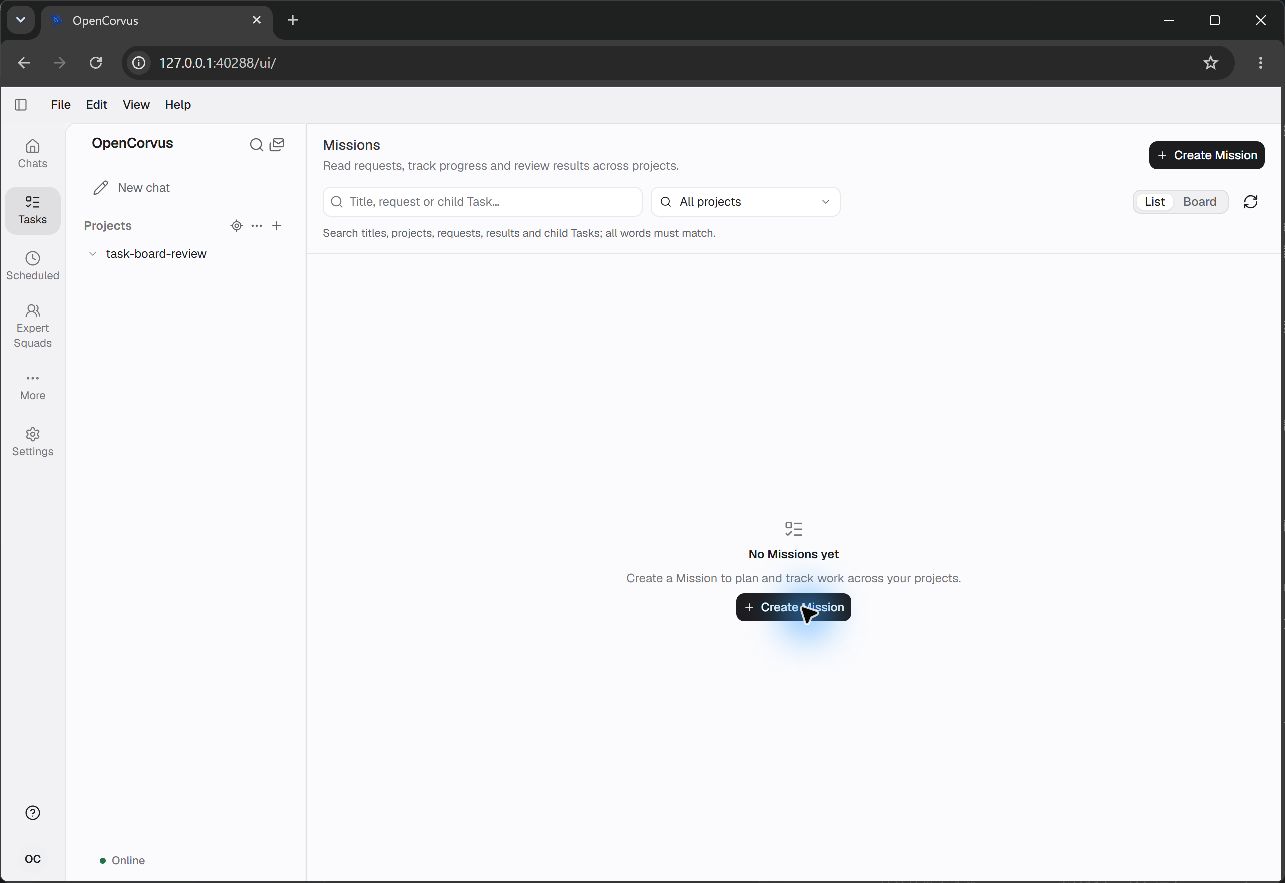 OpenCorvus
127.0.0.1:40288/ui/
File Edit View Help
Chats
Tasks
Scheduled
Expert
Squads
More
Settings
OC
OpenCorvus
New chat
Projects
task-board-review
Online
Missions
Read requests, track progress and review results across projects.
+ Create Mission
Title, request or child Task...
All projects
List Board
Search titles, projects, requests, results and child Tasks; all words must match.
No Missions yet
Create a Mission to plan and track work across your projects.
+ Create Mission